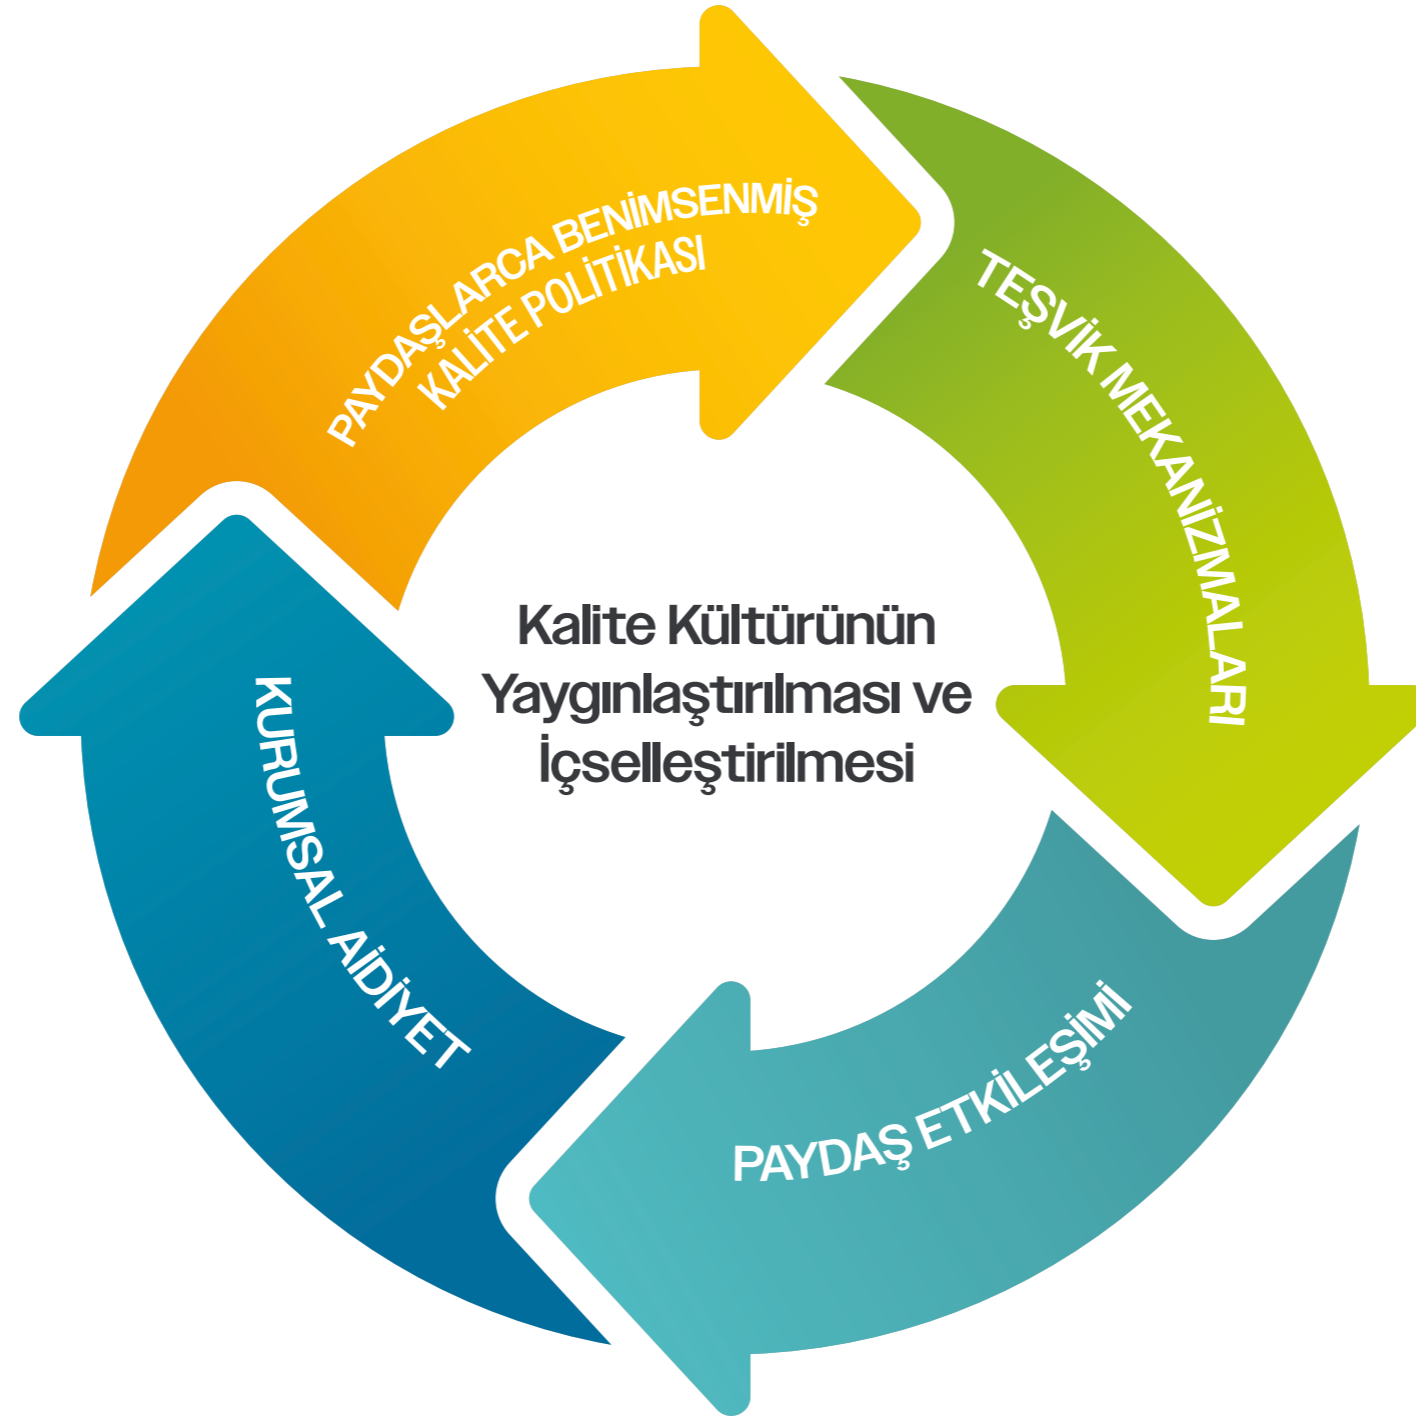 PAYDAŞLARCA BENİMSENMİŞ
KALİTE POLİTİKASI
TEŞVİK MEKANİZMALARI
Kalite Kültürünün
Yaygınlaştırılması ve
İçselleştirilmesi
KURUMSAL AİDİYET
PAYDAŞ ETKİLEŞİMİ